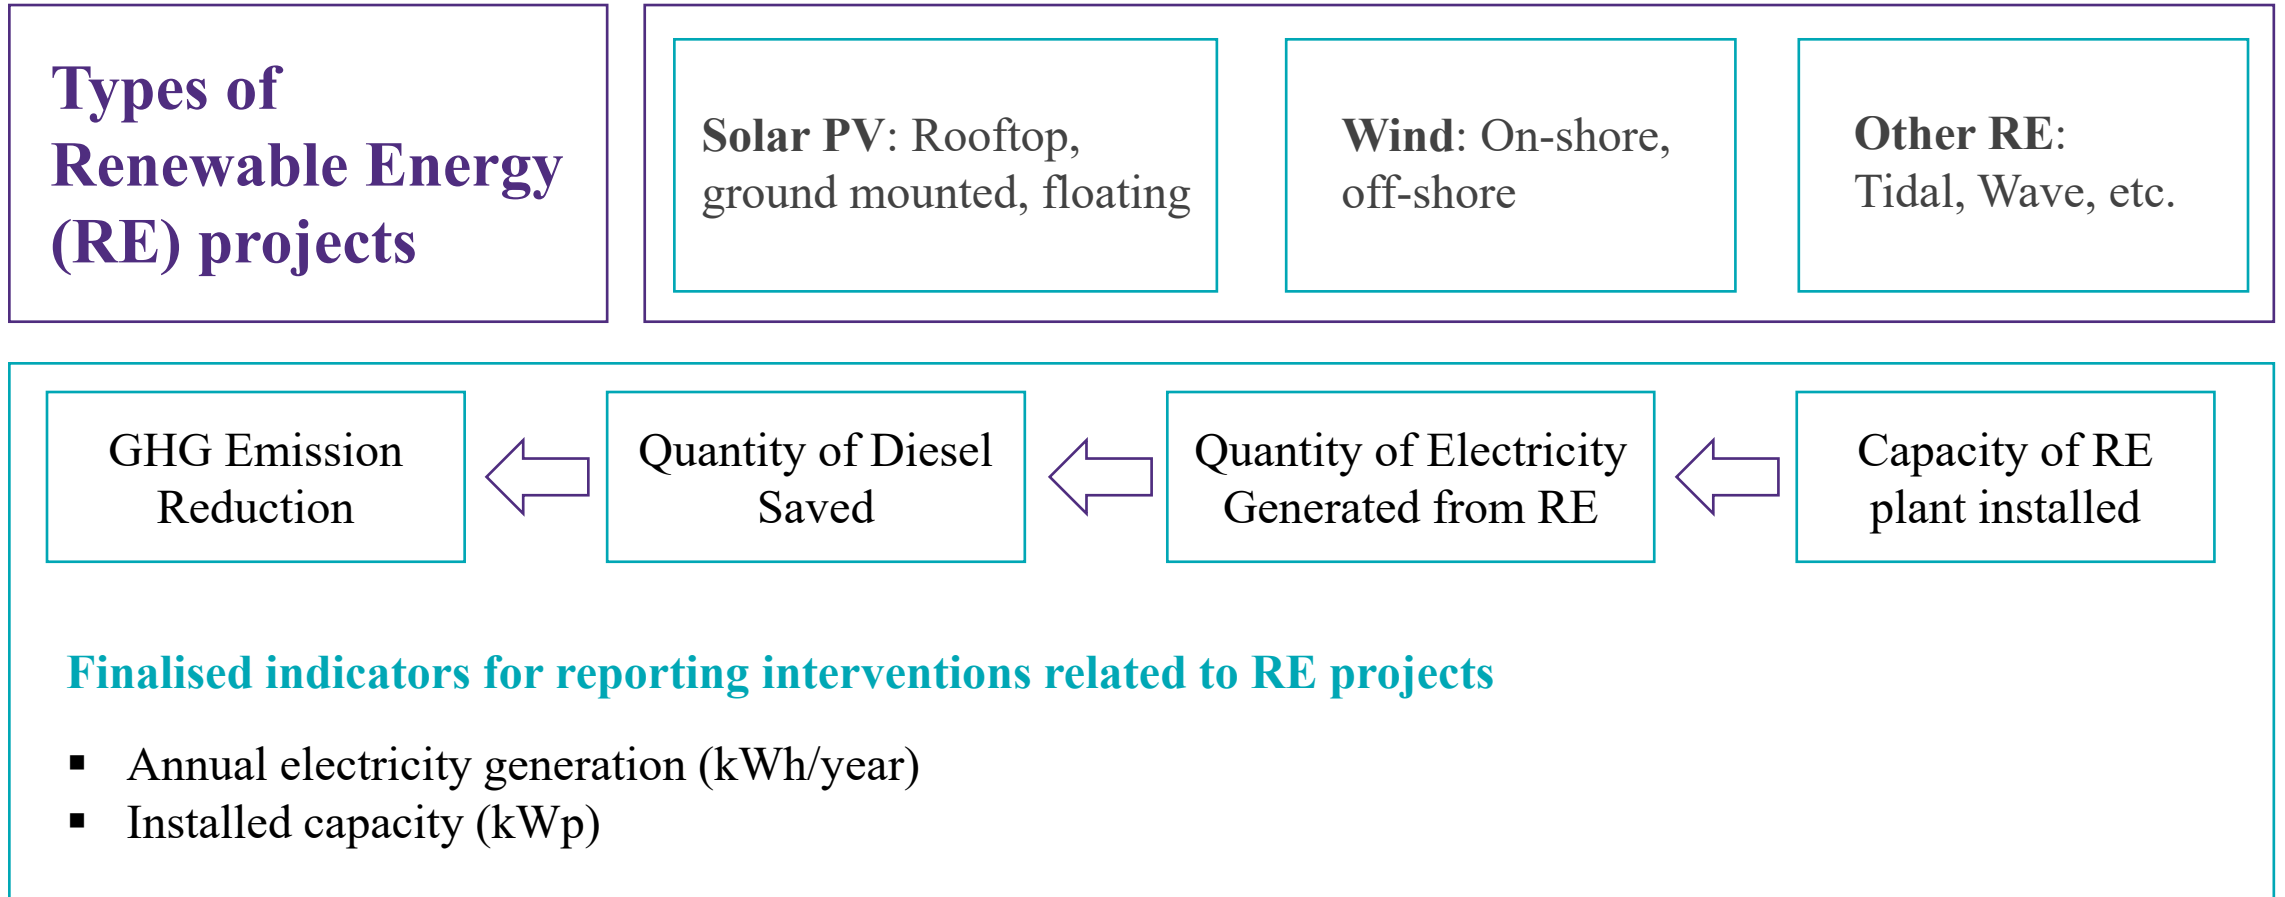 Types of
Renewable Energy
(RE) projects
Solar PV: Rooftop,
ground mounted, floating
Wind: On-shore,
off-shore
Other RE:
Tidal, Wave, etc.
GHG Emission
Reduction
Quantity of Diesel
Saved
Quantity of Electricity
Generated from RE
Capacity of RE
plant installed
Finalised indicators for reporting interventions related to RE projects
▪ Annual electricity generation (kWh/year)
▪ Installed capacity (kWp)